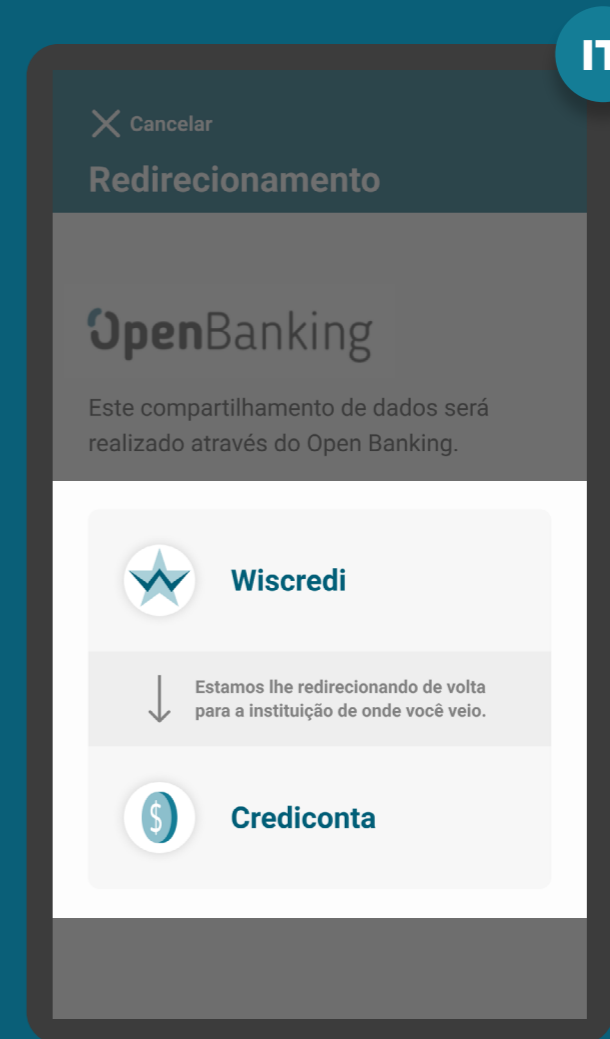 Cancelar
Redirecionamento
OpenBanking
Este compartilhamento de dados será
realizado através do Open Banking.
Wiscredi
Estamos lhe redirecionando de volta
para a instituição de onde você veio.
$
Crediconta